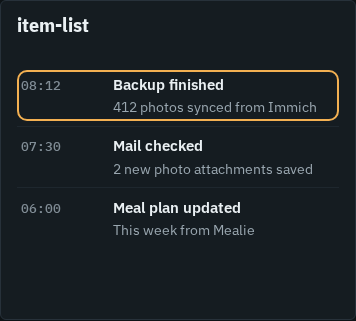 item-list
08:12 Backup finished
412 photos synced from Immich
07:30 Mail checked
2 new photo attachments saved
06:00 Meal plan updated
This week from Mealie